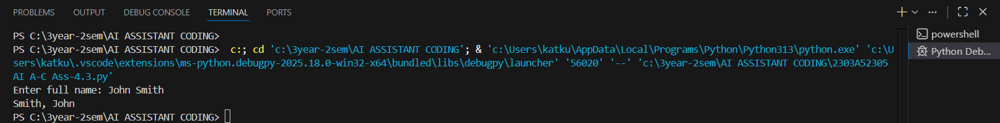 PROBLEMS OUTPUT DEBUG CONSOLE TERMINAL PORTS
PS C:\3year-2sem\AI ASSISTANT CODING>
PS C:\3year-2sem\AI ASSISTANT CODING>  c:; cd 'c:\3year-2sem\AI ASSISTANT CODING'; & 'c:\Users\katku\AppData\Local\Programs\Python\Python313\python.exe' 'c:\U
sers\katku\.vscode\extensions\ms-python.debugpy-2025.18.0-win32-x64\bundled\libs\debugpy\launcher' '56020' '--' 'c:\3year-2sem\AI ASSISTANT CODING\2303A52305
AI A-C Ass-4.3.py'
Enter full name: John Smith
Smith, John
PS C:\3year-2sem\AI ASSISTANT CODING>
powershell
Python Deb...